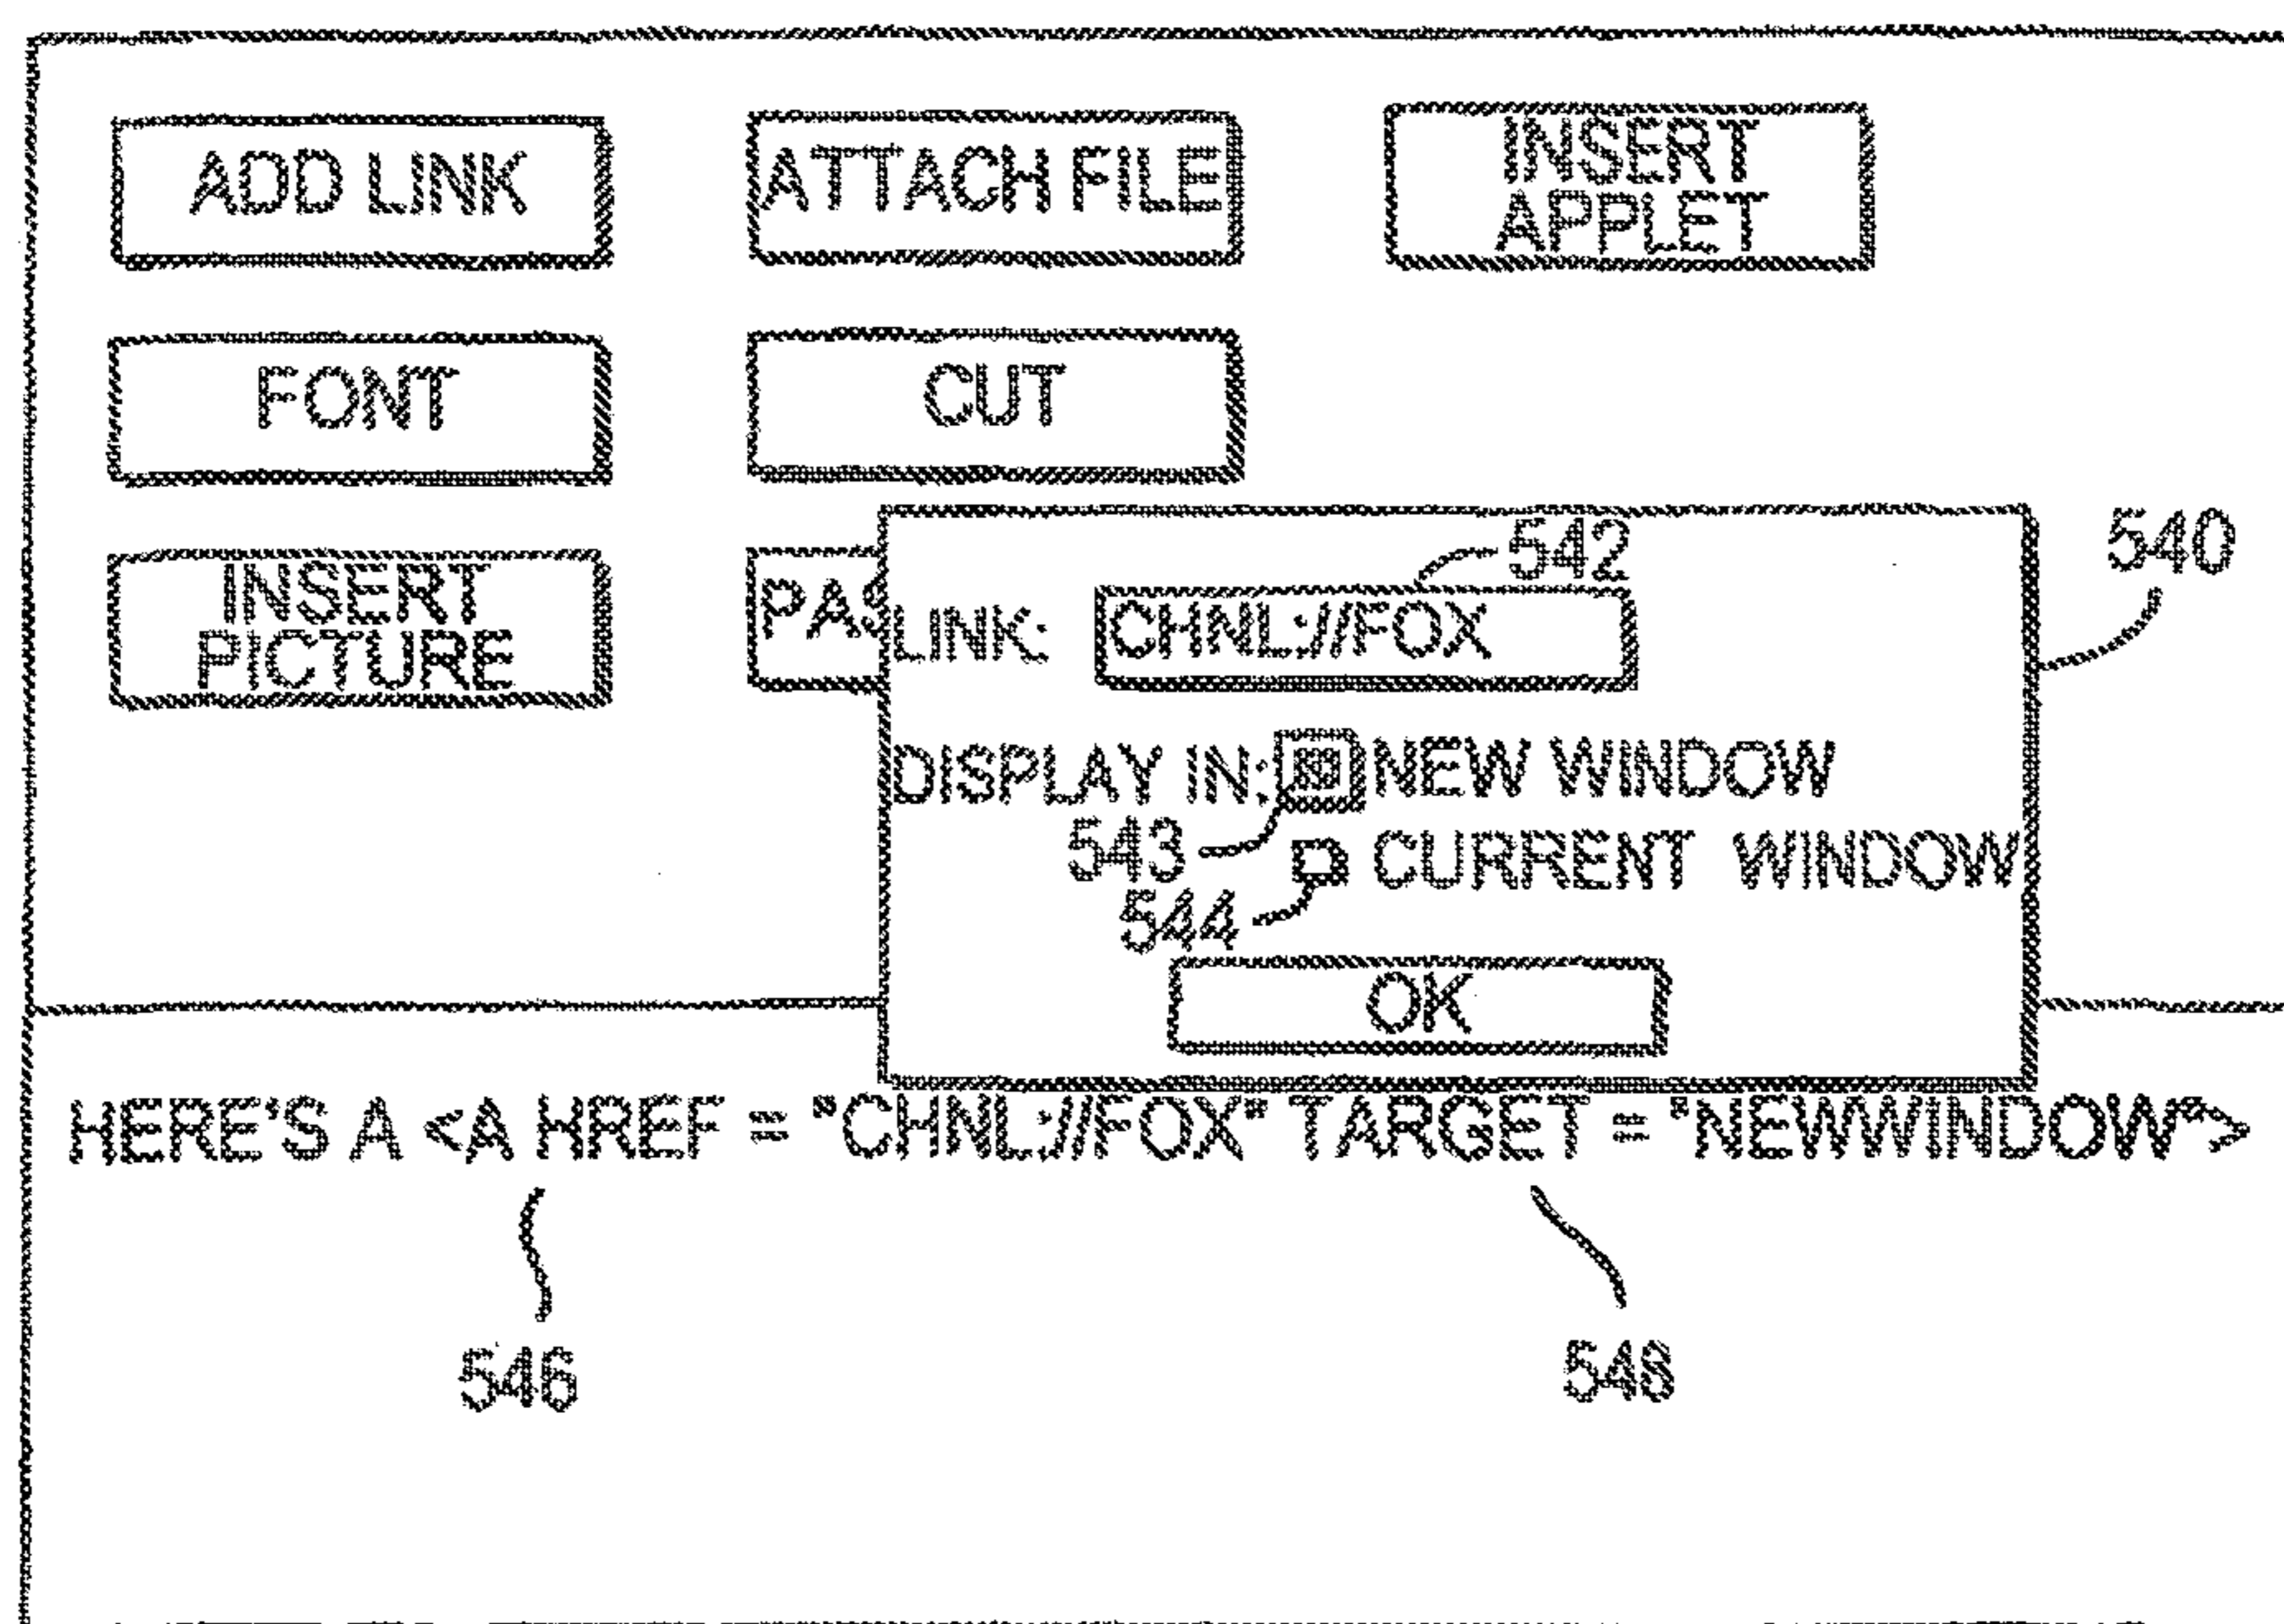 ADD LINK
ATTACH FILE
INSERT
APPLET
FONT
CUT
INSERT
PICTURE
PAS
542
540
LINK: CHNL://FOX
DISPLAY IN: NEW WINDOW
543
CURRENT WINDOW
544
OK
HERE'S A <A HREF = "CHNL://FOX" TARGET = "NEWWINDOW">
546
548